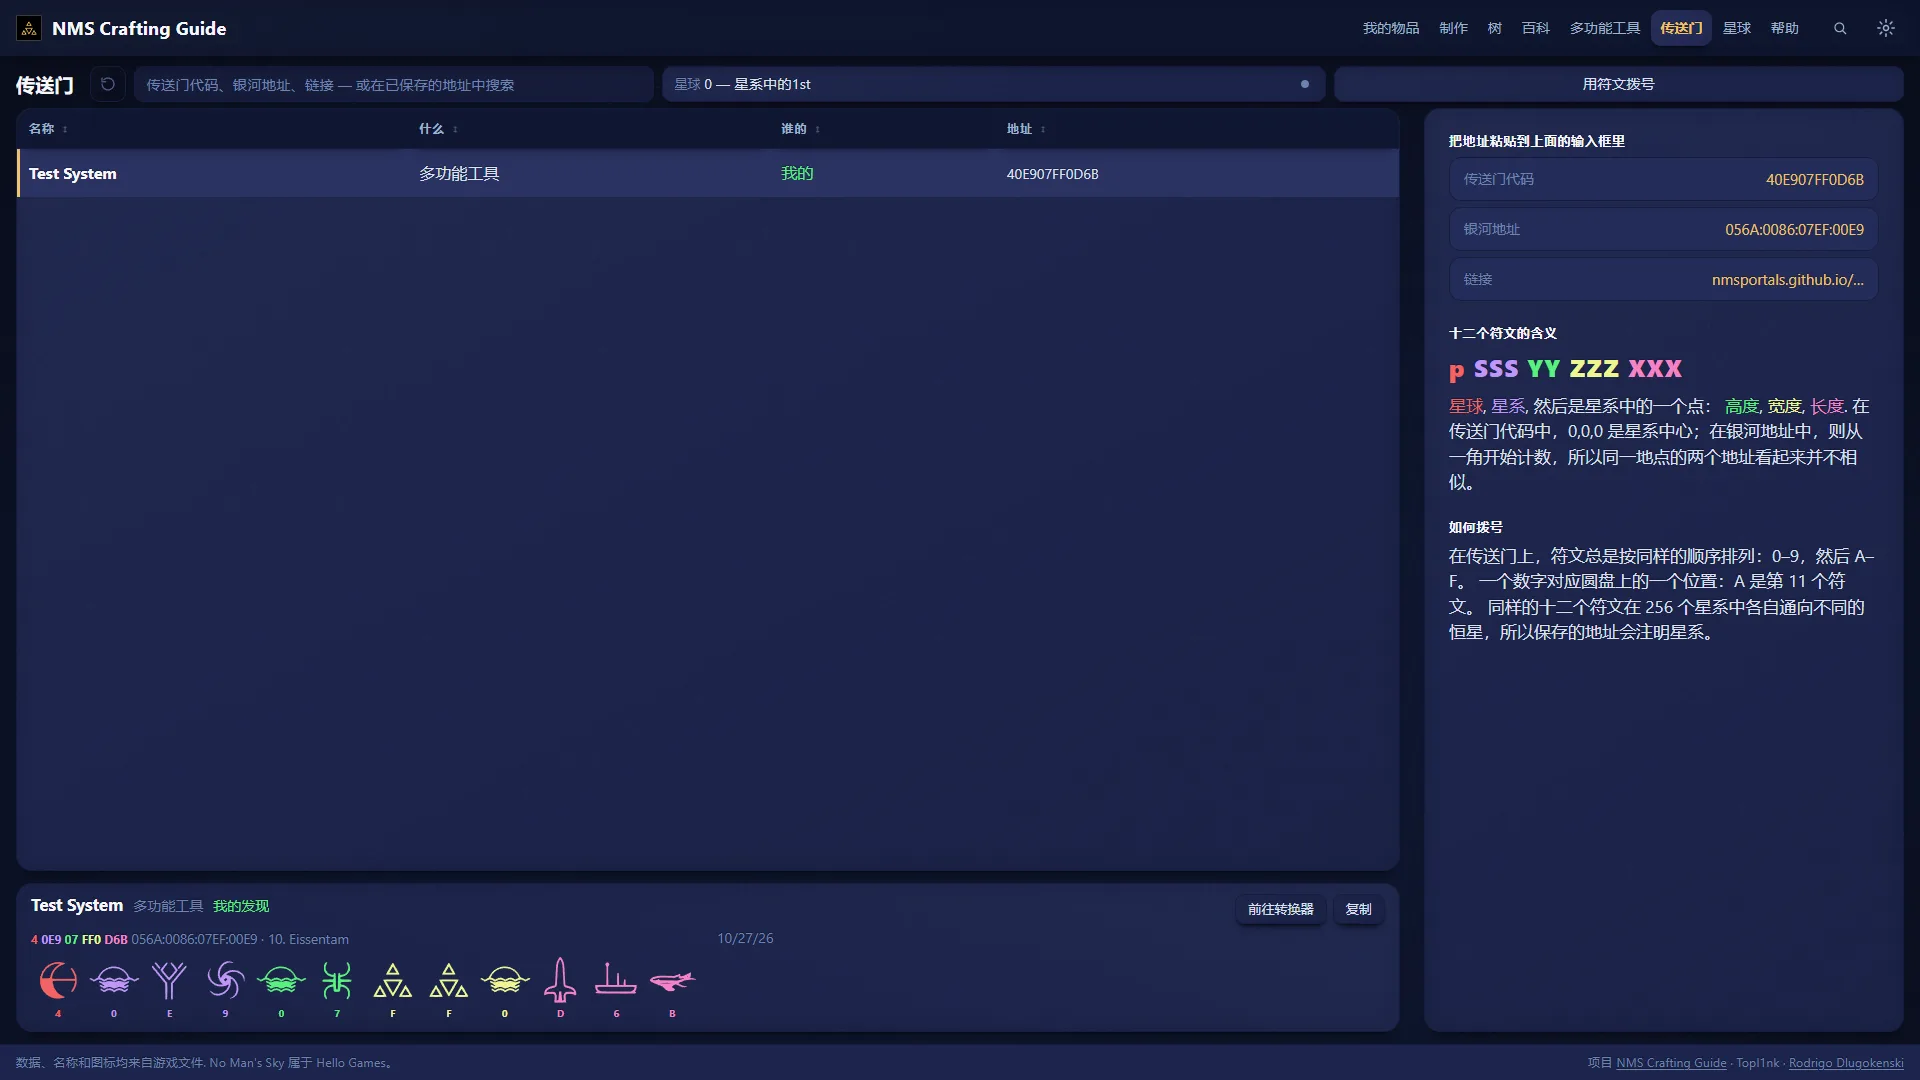 NMS Crafting Guide
我的物品 制作 树 百科 多功能工具 传送门 星球 帮助
传送门
传送门代码、银河地址、链接 — 或在已保存的地址中搜索
星球 0 — 星系中的1st
用符文拨号
名称 什么 谁的 地址
Test System 多功能工具 我的 40E907FF0D6B
把地址粘贴到上面的输入框里
传送门代码 40E907FF0D6B
银河地址 056A:0086:07EF:00E9
链接 nmsportals.github.io/...
十二个符文的含义
p SSS YY ZZZ XXX
星球, 星系, 然后是星系中的一个点： 高度, 宽度, 长度. 在
传送门代码中，0,0,0 是星系中心；在银河地址中，则从
一角开始计数，所以同一地点的两个地址看起来并不相
似。
如何拨号
在传送门上，符文总是按同样的顺序排列：0–9，然后 A–
F。 一个数字对应圆盘上的一个位置：A 是第 11 个符
文。 同样的十二个符文在 256 个星系中各自通向不同的
恒星，所以保存的地址会注明星系。
Test System 多功能工具 我的发现
前往转换器 复制
4 0E9 07 FF0 D6B 056A:0086:07EF:00E9 · 10. Eissentam
10/27/26
4 0 E 9 0 7 F F 0 D 6 B
数据、名称和图标均来自游戏文件. No Man's Sky 属于 Hello Games。
项目 NMS Crafting Guide · Topl1nk · Rodrigo Dlugokenski